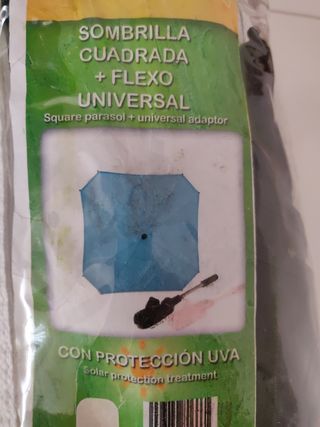 SOMBRILLA
CUADRADA
+ FLEXO
UNIVERSAL
Square parasol + universal adaptor
CON PROTECCIÓN UVA
Solar protection treatment